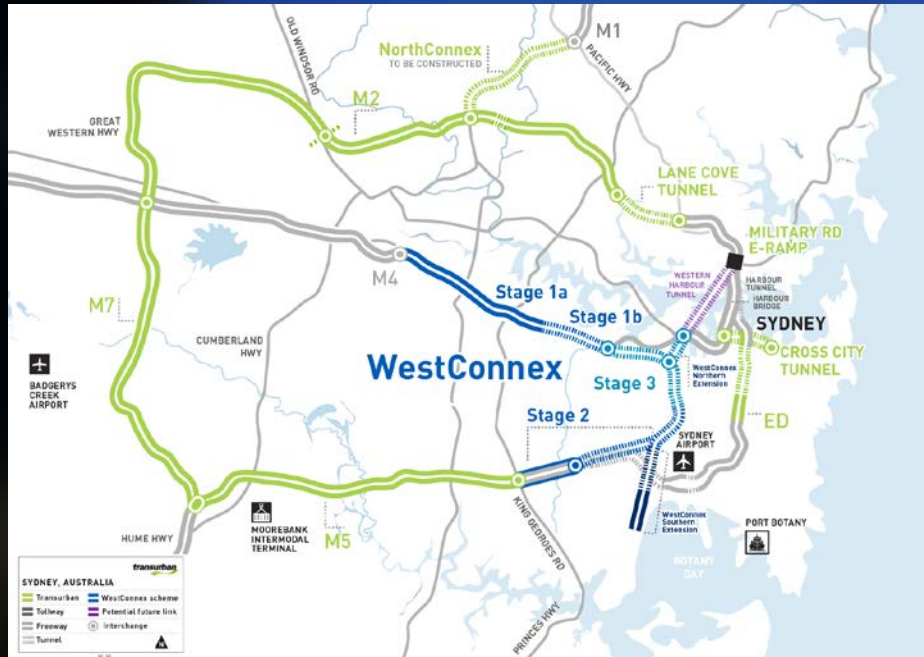 M1
OLD WINDSOR RD
NorthConnex
TO BE CONSTRUCTED
PACIFIC HWY
M2
GREAT
WESTERN HWY
LANE COVE
TUNNEL
MILITARY RD
E-RAMP
M4
WESTERN
HARBOUR
TUNNEL
HARBOUR
TUNNEL
HARBOUR
BRIDGE
Stage 1a
Stage 1b
SYDNEY
M7
CUMBERLAND
HWY
WestConnex
CROSS CITY
TUNNEL
Stage 3
WestConnex
Northern
Extension
BADGERYS
CREEK
AIRPORT
Stage 2
ED
SYDNEY
AIRPORT
KING GEORGES RD
HUME HWY
MOOREBANK
INTERMODAL
TERMINAL
M5
WestConnex
Southern
Extension
PORT BOTANY
BOTANY
BAY
PRINCES HWY
transurban
SYDNEY, AUSTRALIA
Transurban
WestConnex scheme
Tollway
Potential future link
Freeway
Interchange
Tunnel
N